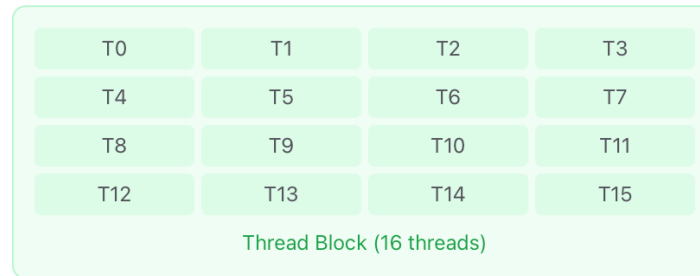 T0 T1 T2 T3
T4 T5 T6 T7
T8 T9 T10 T11
T12 T13 T14 T15
Thread Block (16 threads)